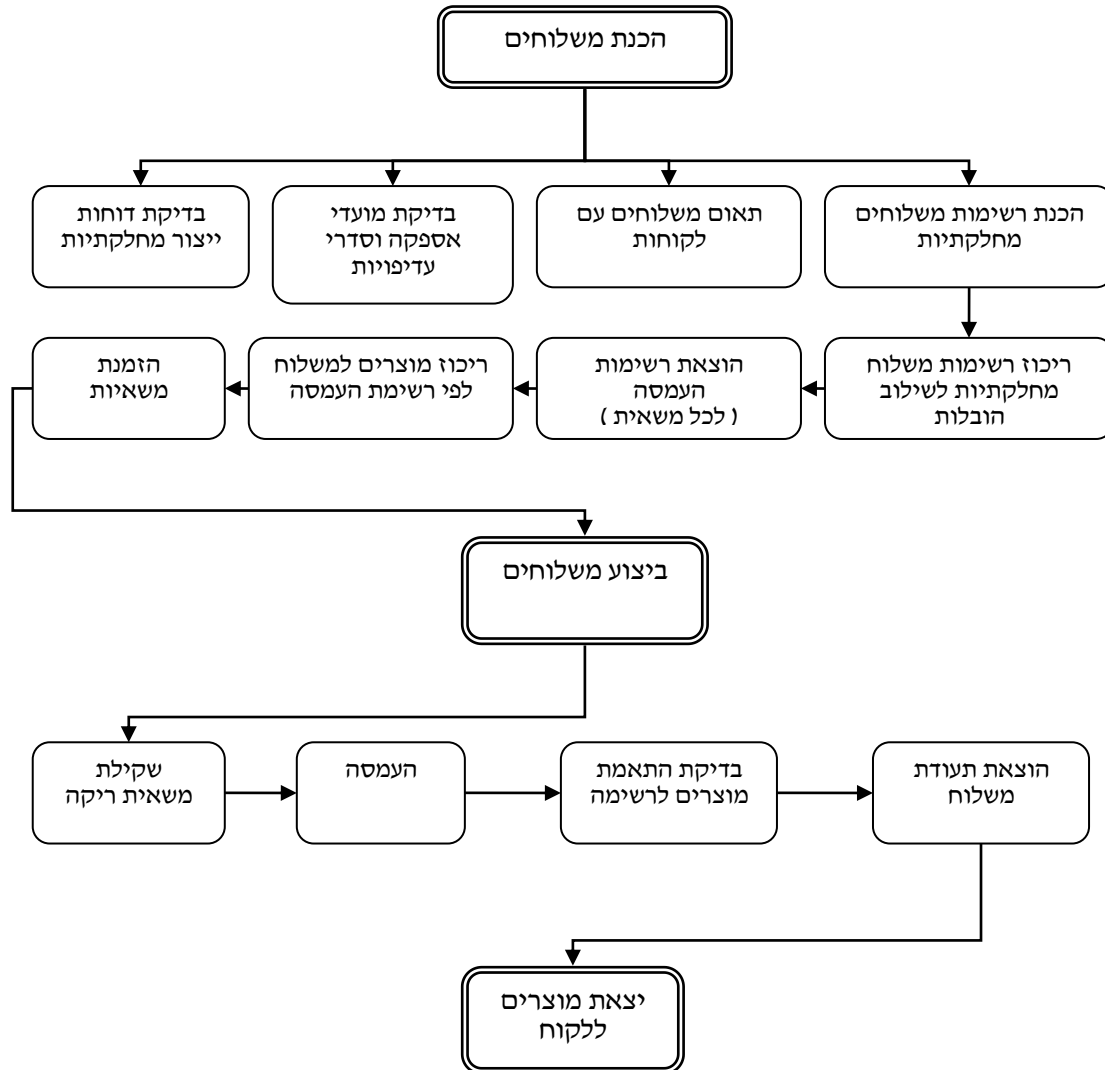 הכנת משלוחים
הכנת רשימות משלוחים
מחלקתיות
תאום משלוחים עם
לקוחות
בדיקת מועדי
אספקה וסדרי
עדיפויות
בדיקת דוחות
ייצור מחלקתיות
ריכוז רשימות משלוח
מחלקתיות לשילוב
הובלות
הוצאת רשימות
העמסה
( לכל משאית )
ריכוז מוצרים למשלוח
לפי רשימת העמסה
הזמנת
משאיות
ביצוע משלוחים
שקילת
משאית ריקה
העמסה
בדיקת התאמת
מוצרים לרשימה
הוצאת תעודת
משלוח
יצאת מוצרים
ללקוח